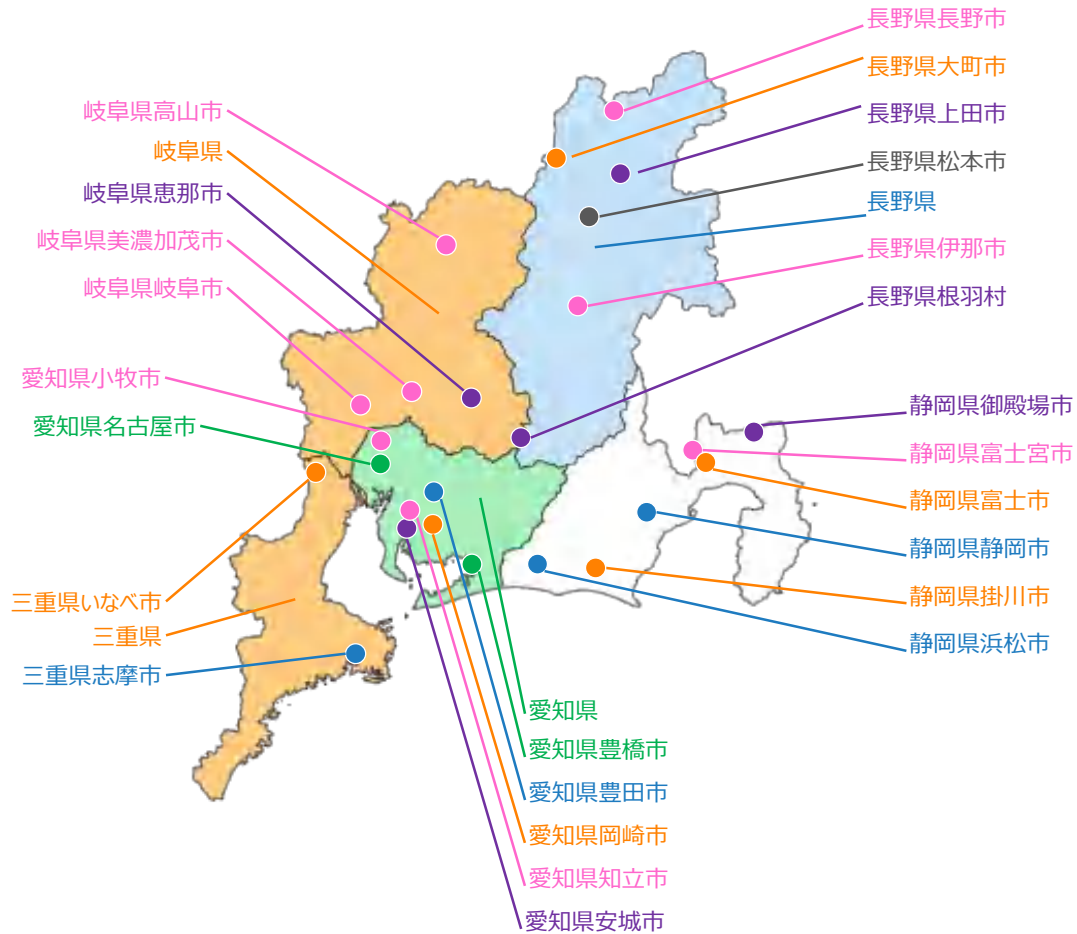 長野県長野市
長野県大町市
長野県上田市
長野県松本市
長野県
長野県伊那市
長野県根羽村
岐阜県高山市
岐阜県
岐阜県恵那市
岐阜県美濃加茂市
岐阜県岐阜市
愛知県小牧市
愛知県名古屋市
静岡県御殿場市
静岡県富士宮市
静岡県富士市
静岡県静岡市
静岡県掛川市
静岡県浜松市
三重県いなべ市
三重県
三重県志摩市
愛知県
愛知県豊橋市
愛知県豊田市
愛知県岡崎市
愛知県知立市
愛知県安城市